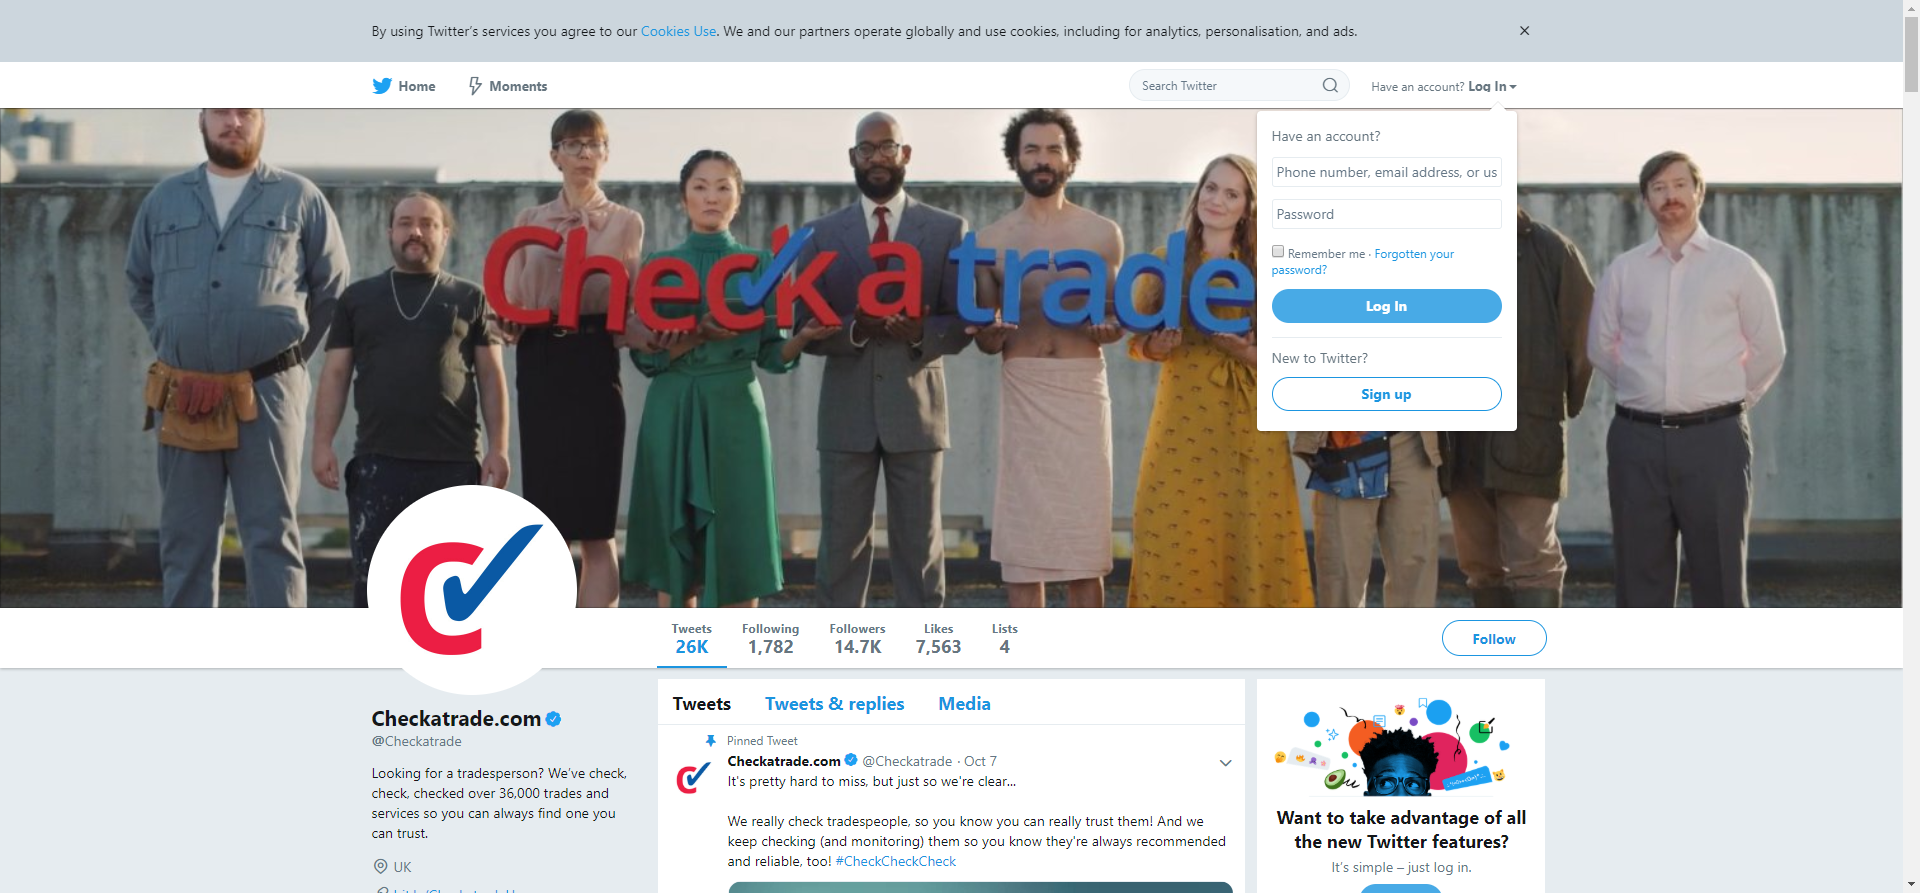 By using Twitter's services you agree to our Cookies Use. We and our partners operate globally and use cookies, including for analytics, personalisation, and ads.
Home
Moments
Search Twitter
Have an account? Log In
Have an account?
Phone number, email address, or us
Password
Remember me · Forgotten your
password?
Log In
New to Twitter?
Sign up
Checkatrade
Tweets
26K
Following
1,782
Followers
14.7K
Likes
7,563
Lists
4
Follow
Checkatrade.com
@Checkatrade
Looking for a tradesperson? We've check,
check, checked over 36,000 trades and
services so you can always find one you
can trust.
UK
Tweets
Tweets & replies
Media
Pinned Tweet
Checkatrade.com @Checkatrade · Oct 7
It's pretty hard to miss, but just so we're clear...
We really check tradespeople, so you know you can really trust them! And we
keep checking (and monitoring) them so you know they're always recommended
and reliable, too! #CheckCheckCheck
Want to take advantage of all
the new Twitter features?
It's simple – just log in.